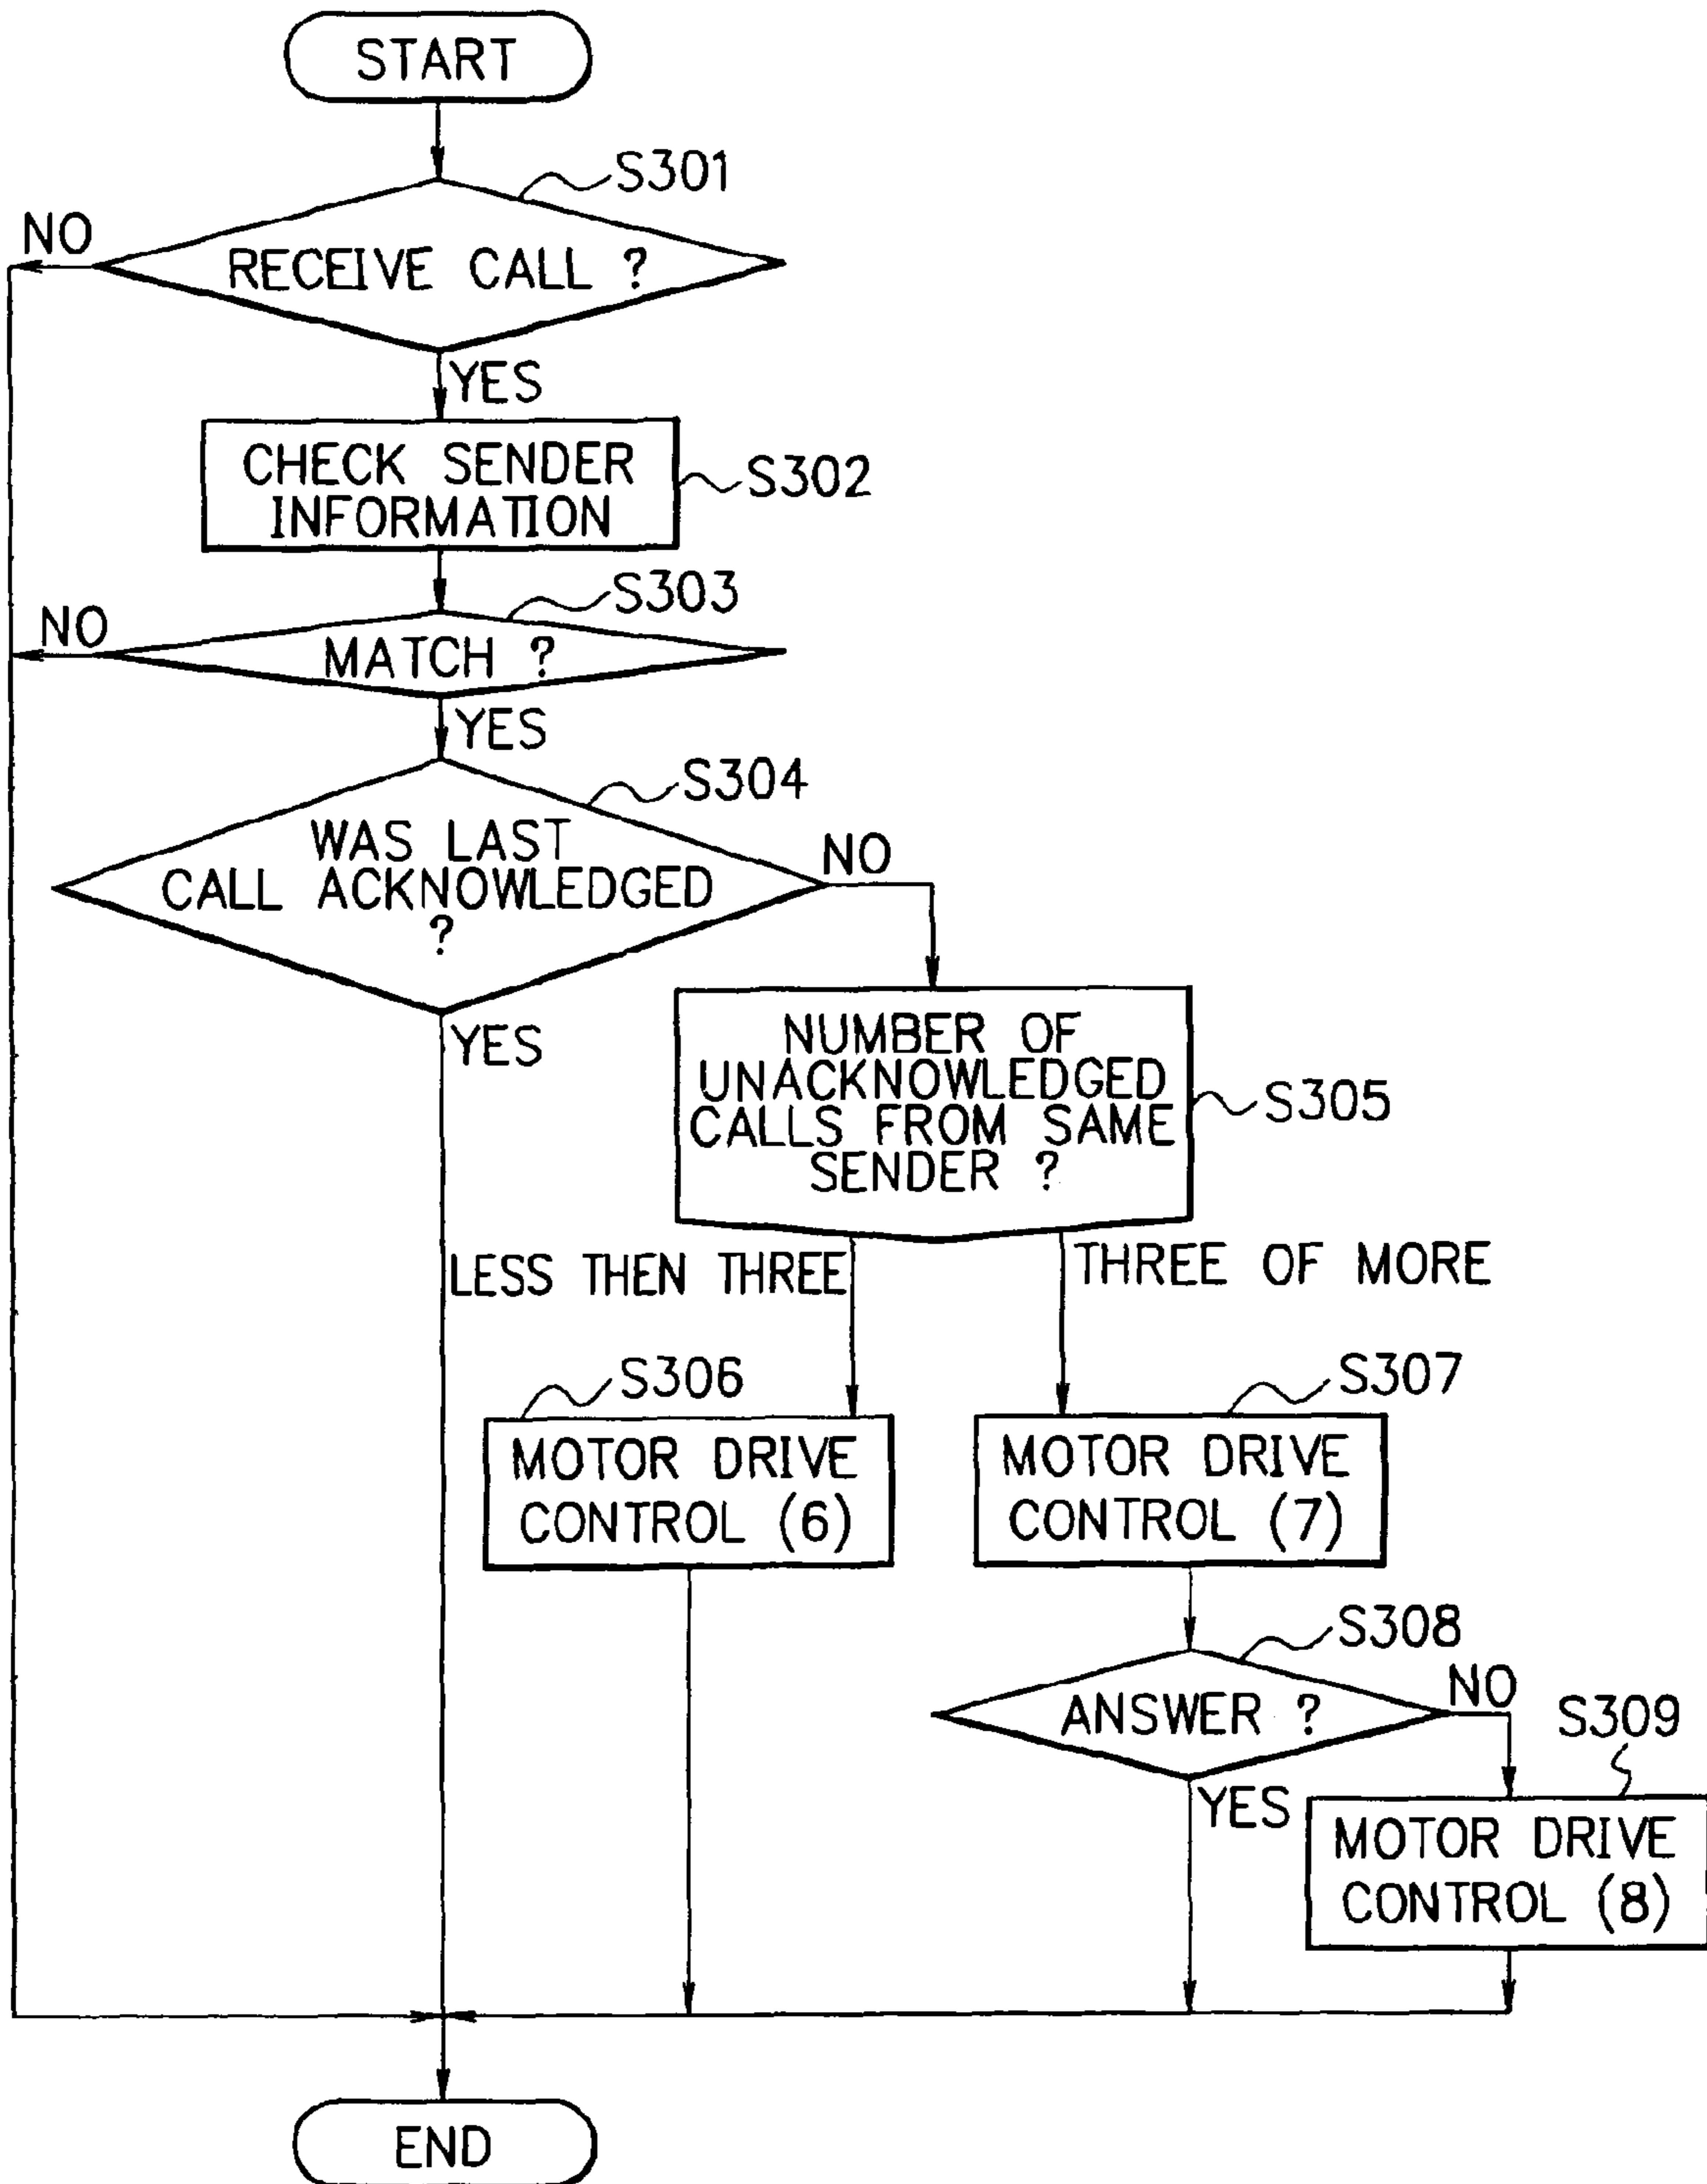 START
S301
NO
RECEIVE CALL ?
YES
CHECK SENDER
INFORMATION
S302
S303
NO
MATCH ?
YES
S304
WAS LAST
CALL ACKNOWLEDGED
?
NO
YES
NUMBER OF
UNACKNOWLEDGED
CALLS FROM SAME
SENDER ?
S305
LESS THEN THREE
THREE OF MORE
S306
S307
MOTOR DRIVE
CONTROL (6)
MOTOR DRIVE
CONTROL (7)
S308
ANSWER ?
NO
S309
YES
MOTOR DRIVE
CONTROL (8)
END